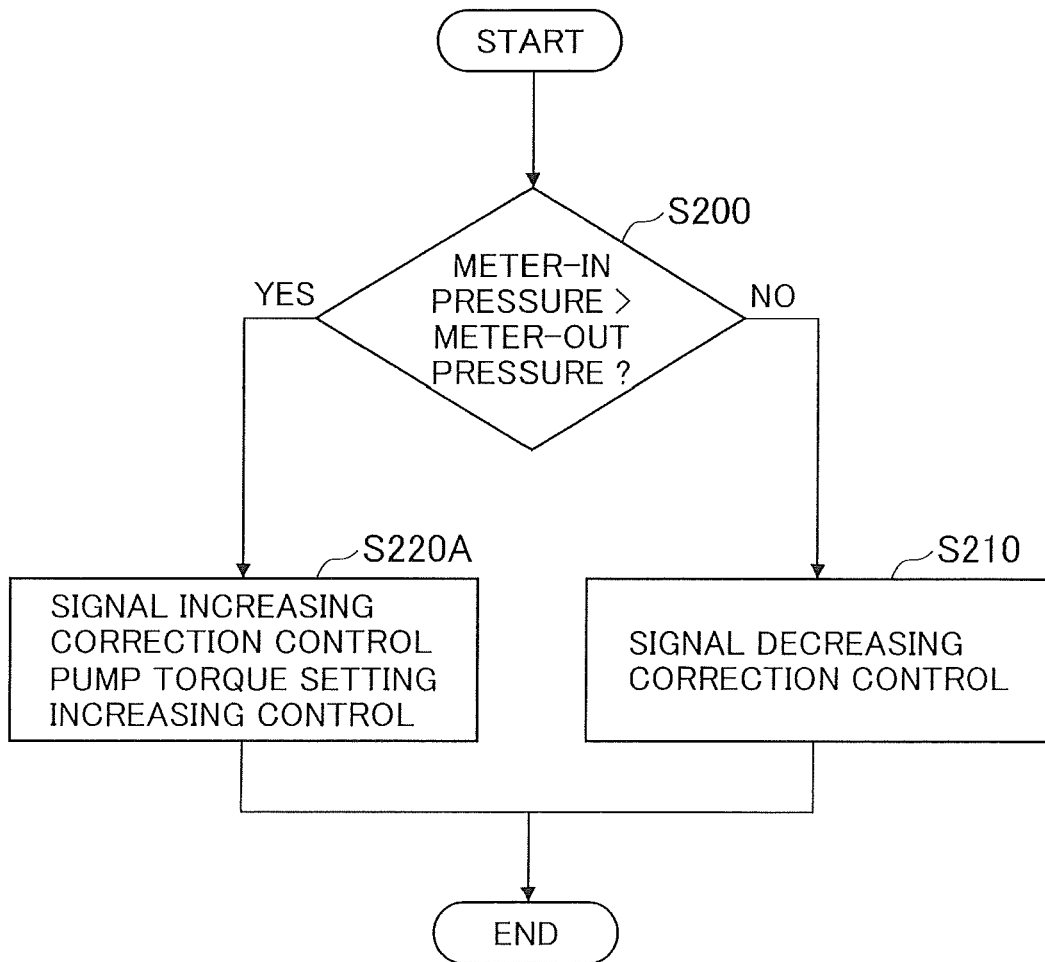 START
S200
METER-IN
PRESSURE >
METER-OUT
PRESSURE ?
YES
NO
S220A
SIGNAL INCREASING
CORRECTION CONTROL
PUMP TORQUE SETTING
INCREASING CONTROL
S210
SIGNAL DECREASING
CORRECTION CONTROL
END